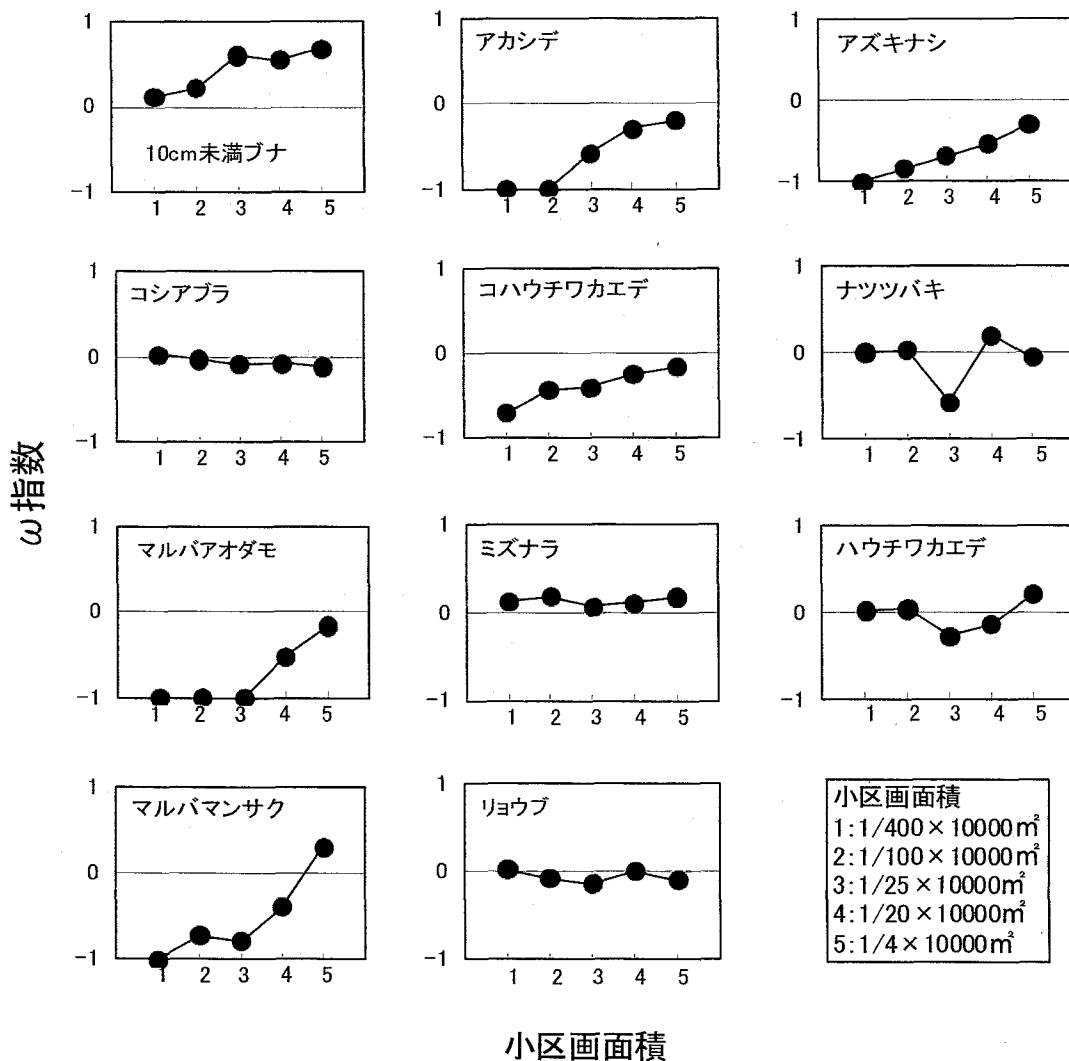 1
0
-1
1 2 3 4 5
10cm未満ブナ
1
0
-1
1 2 3 4 5
アカシデ
1
0
-1
1 2 3 4 5
アズキナシ
1
0
-1
1 2 3 4 5
コシアブラ
1
0
-1
1 2 3 4 5
コハウチワカエデ
1
0
-1
1 2 3 4 5
ナツツバキ
ω指数
1
0
-1
1 2 3 4 5
マルバアオダモ
1
0
-1
1 2 3 4 5
ミズナラ
1
0
-1
1 2 3 4 5
ハウチワカエデ
1
0
-1
1 2 3 4 5
マルバマンサク
1
0
-1
1 2 3 4 5
リョウブ
小区画面積
1:1/400×10000㎡
2:1/100×10000㎡
3:1/25×10000㎡
4:1/20×10000㎡
5:1/4×10000㎡
小区画面積